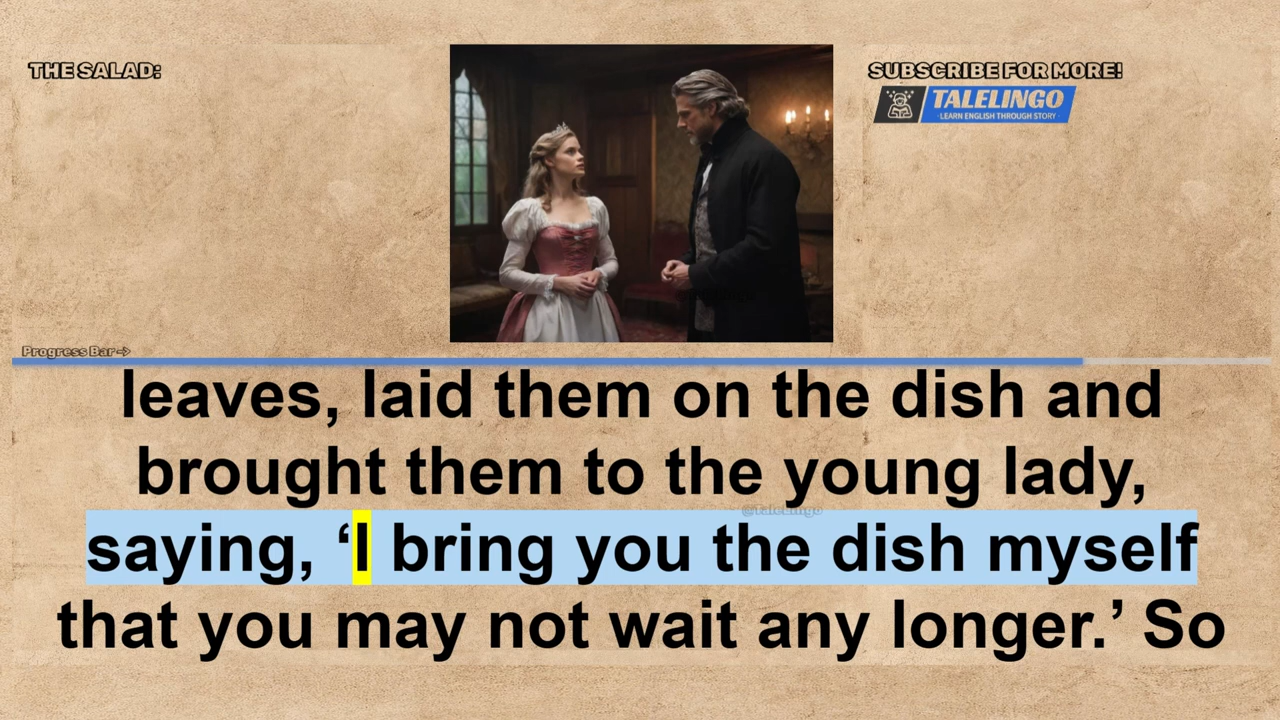 THE SALAD:
SUBSCRIBE FOR MORE!
TALELINGO
·LEARN ENGLISH THROUGH STORY·
Progress Bar->
leaves, laid them on the dish and
brought them to the young lady,
@TaleLingo
saying, ‘I bring you the dish myself
that you may not wait any longer.’ So